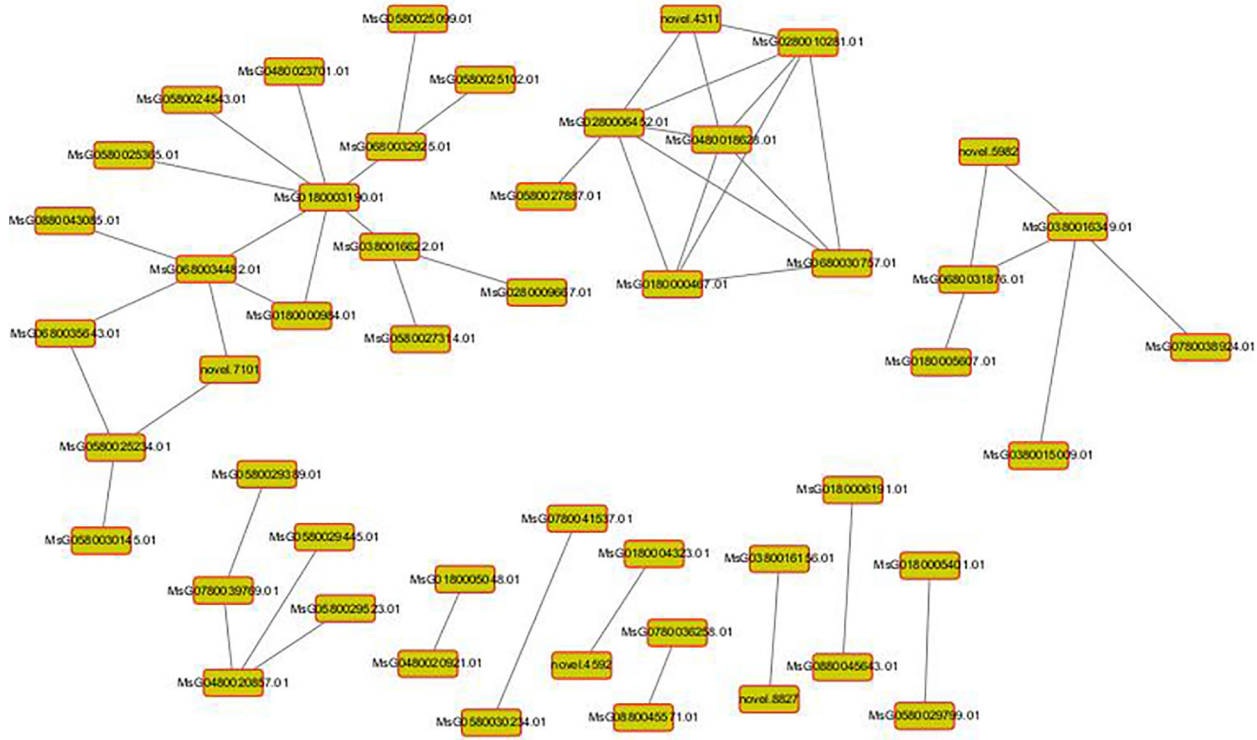 MsG0580025099.01
novel.4311
MsG0280010281.01
MsG0480023701.01
MsG0580025102.01
MsG0580024543.01
MsG0280006452.01
MsG0480018628.01
MsG0680032925.01
MsG0580025365.01
novel.5982
MsG0180003190.01
MsG0580027887.01
MsG0880043085.01
MsG0380016349.01
MsG0380016622.01
MsG0680034482.01
MsG0680030757.01
MsG0680031876.01
MsG0180000467.01
MsG0280009667.01
MsG0180000984.01
MsG0680035643.01
MsG0580027314.01
MsG0780038924.01
MsG0180005607.01
novel.7101
MsG0580025234.01
MsG0380015009.01
MsG0580029389.01
MsG0180006191.01
MsG0780041537.01
MsG0580029445.01
MsG0580030145.01
MsG0180004323.01
MsG0380016156.01
MsG0180005401.01
MsG0180005048.01
MsG0780039769.01
MsG0580029523.01
MsG0780036258.01
MsG0480020921.01
novel.4592
MsG0880045643.01
MsG0480020857.01
novel.8827
MsG0580030234.01
MsG0880045571.01
MsG0580029799.01